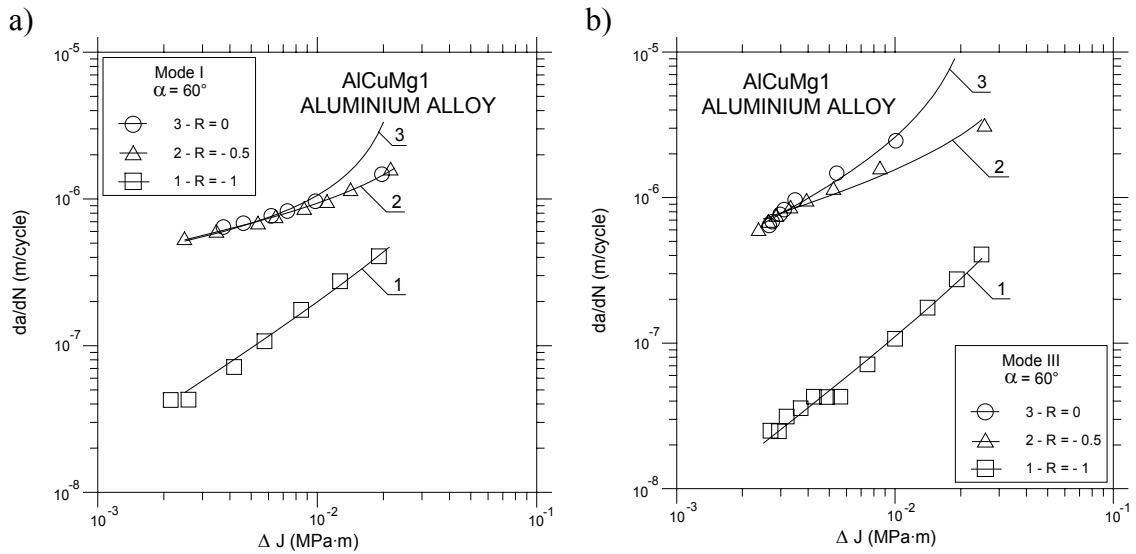 a)
10⁻⁵
Mode I
α = 60°
3 - R = 0
2 - R = - 0.5
1 - R = - 1
AlCuMg1
ALUMINIUM ALLOY
3
2
1
10⁻⁶
10⁻⁷
10⁻⁸
da/dN (m/cycle)
10⁻³
10⁻²
10⁻¹
Δ J (MPa·m)
b)
10⁻⁵
AlCuMg1
ALUMINIUM ALLOY
3
2
1
10⁻⁶
10⁻⁷
10⁻⁸
da/dN (m/cycle)
Mode III
α = 60°
3 - R = 0
2 - R = - 0.5
1 - R = - 1
10⁻³
10⁻²
10⁻¹
Δ J (MPa·m)